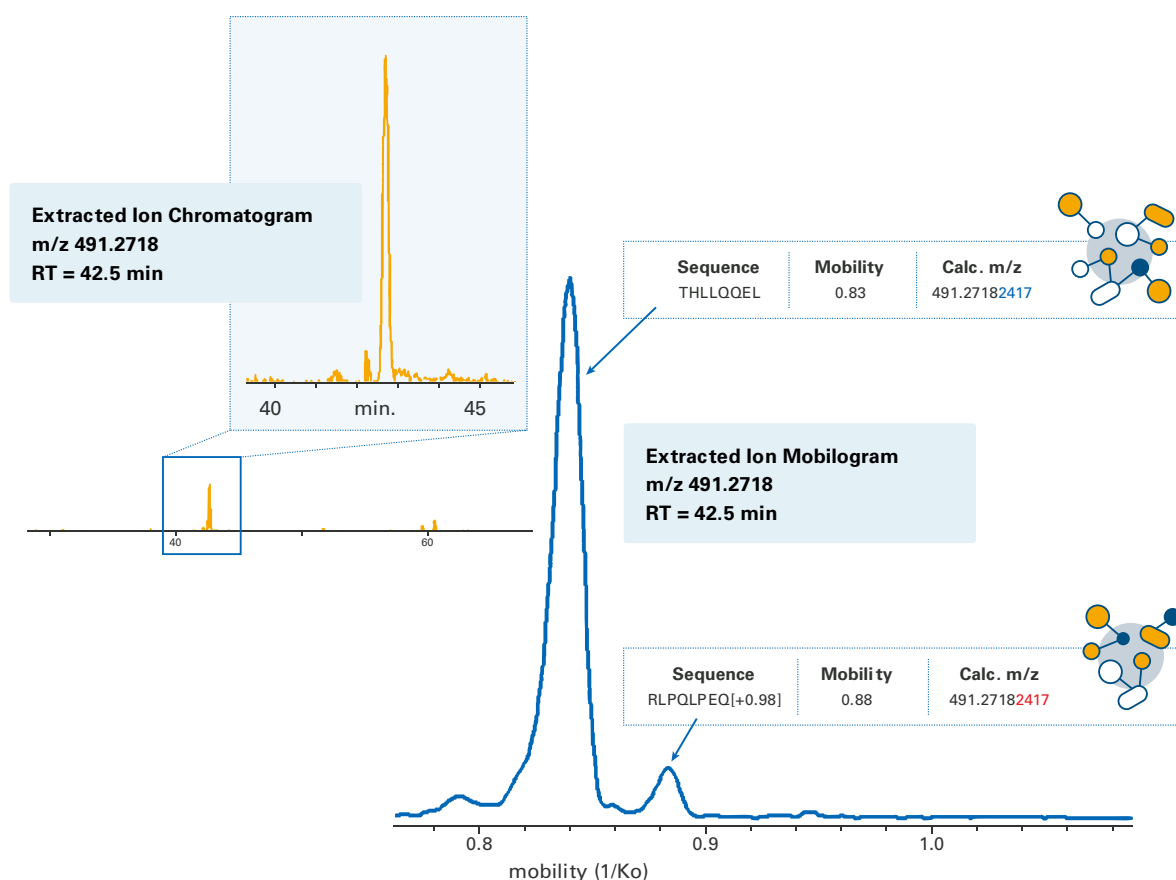 Extracted Ion Chromatogram
m/z 491.2718
RT = 42.5 min
40 min. 45
40 60
Sequence Mobility Calc. m/z
THLLQQEL 0.83 491.27182417
Extracted Ion Mobilogram
m/z 491.2718
RT = 42.5 min
Sequence Mobility Calc. m/z
RLPQLPEQ[+0.98] 0.88 491.27182417
0.8 0.9 1.0
mobility (1/Ko)